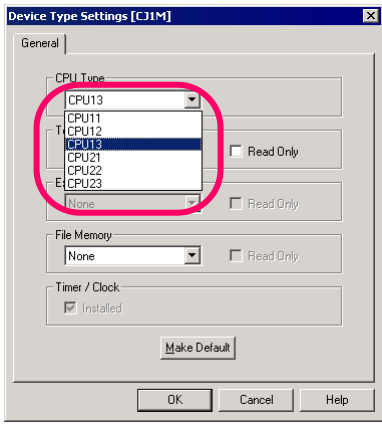 Device Type Settings [CJ1M]
General
CPU Type
CPU13
CPU11
CPU12
CPU13
CPU21
CPU22
CPU23
Read Only
None
Read Only
File Memory
None
Read Only
Timer / Clock
Installed
Make Default
OK Cancel Help